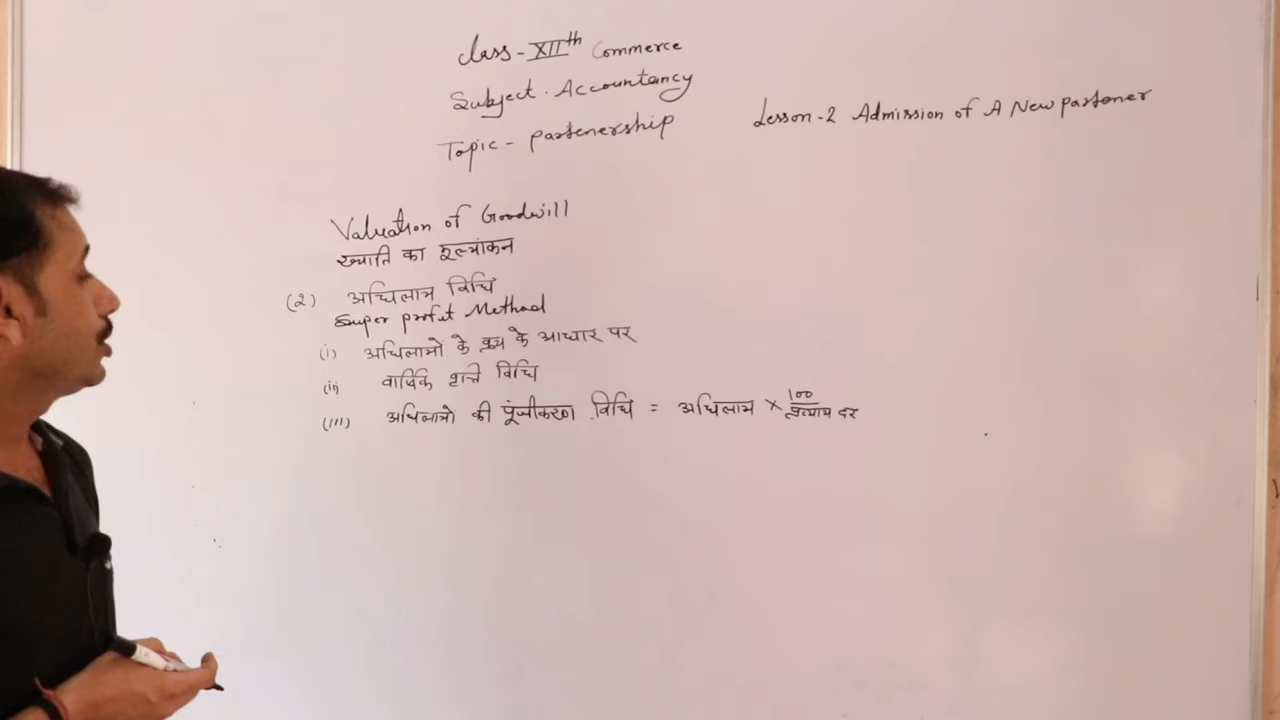 Class - XIIth Commerce
Subject. Accountancy
Topic - partenership
Lesson-2 Admission of A New partener
Valuation of Goodwill
ख्याति का मूल्यांकन
(2) अधिलाभ विधि
Super profit Method
(i) अधिलाभो के क्रय के आधार पर
(ii) वार्षिक विधि
(iii) अधिलाभो की पूंजीकरण विधि = अधिलाभ × 100/प्रत्याय दर